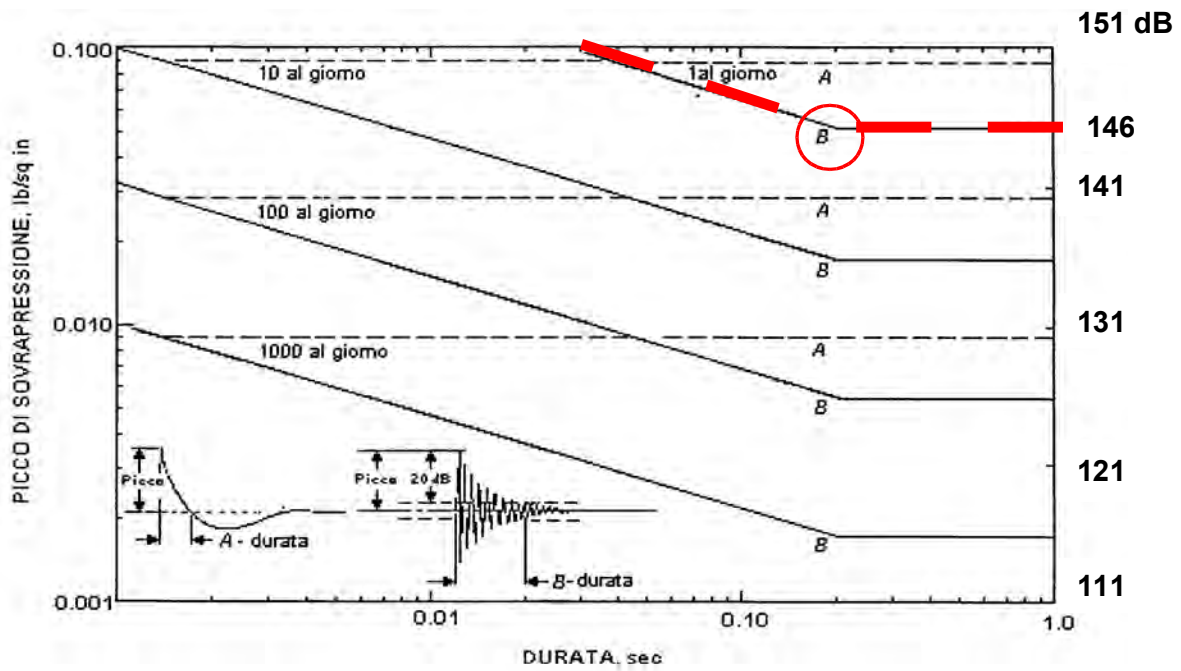 151 dB
0.100
10 al giorno
1 al giorno
A
B
146
141
100 al giorno
A
B
PICCO DI SOVRAPRESSIONE, lb/sq in
0.010
131
1000 al giorno
A
B
121
Picco
Picco
20 dB
A - durata
B - durata
B
111
0.001
0.01
0.10
1.0
DURATA, sec